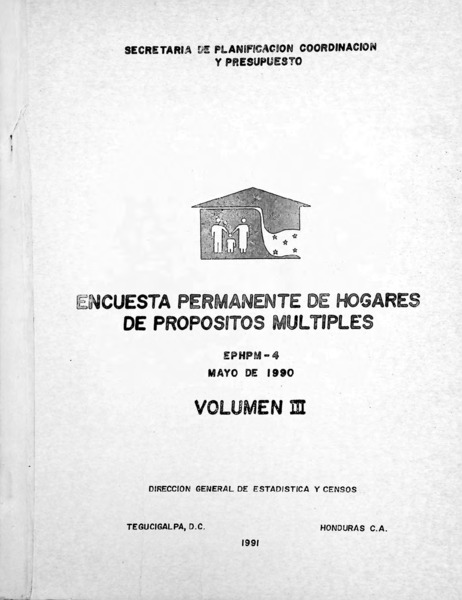 SECRETARIA DE PLANIFICACION COORDINACION
Y PRESUPUESTO
ENCUESTA PERMANENTE DE HOGARES
DE PROPOSITOS MULTIPLES
EPHPM-4
MAYO DE 1990
VOLUMEN III
DIRECCION GENERAL DE ESTADISTICA Y CENSOS
TEGUCIGALPA, D.C. HONDURAS C.A.
1991